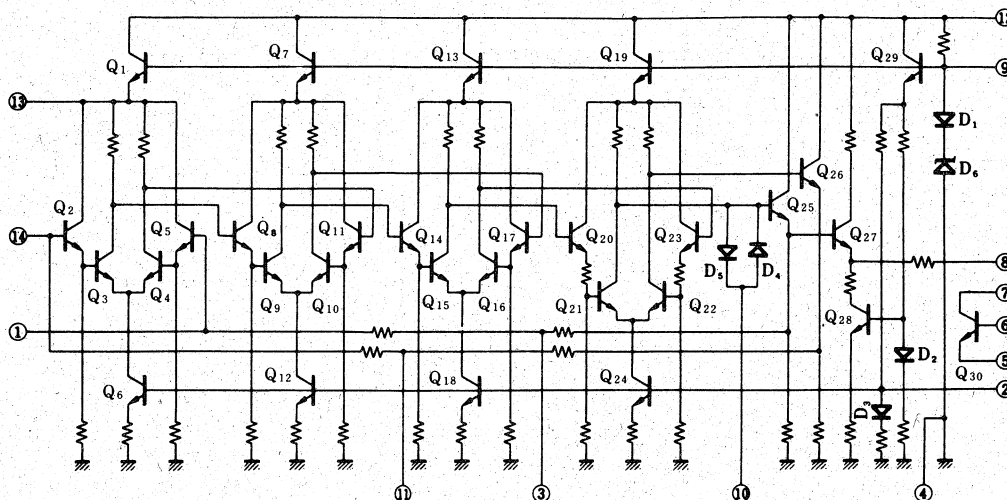 Q1 Q7 Q13 Q19 Q29 ⑨
⑬ D1
D6
Q2 Q5 Q8 Q11 Q14 Q17 Q20 Q23 Q25 Q26 Q27
⑭ ⑧
Q3 Q4 Q9 Q10 Q15 Q16 Q21 Q22 D5 D4 Q28 ⑦
① ⑥
D2 ⑤
Q6 Q12 Q18 Q24 D3 Q30 ②
⑪ ③ ⑩ ④